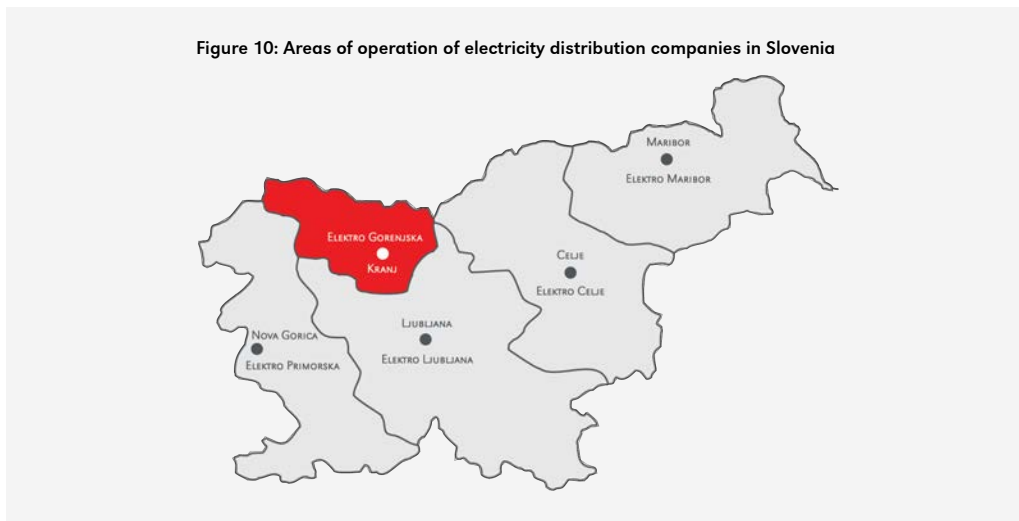 Figure 10: Areas of operation of electricity distribution companies in Slovenia
Maribor
Elektro Maribor
Elektro Gorenjska
Kranj
Celje
Elektro Celje
Ljubljana
Elektro Ljubljana
Nova Gorica
Elektro Primorska